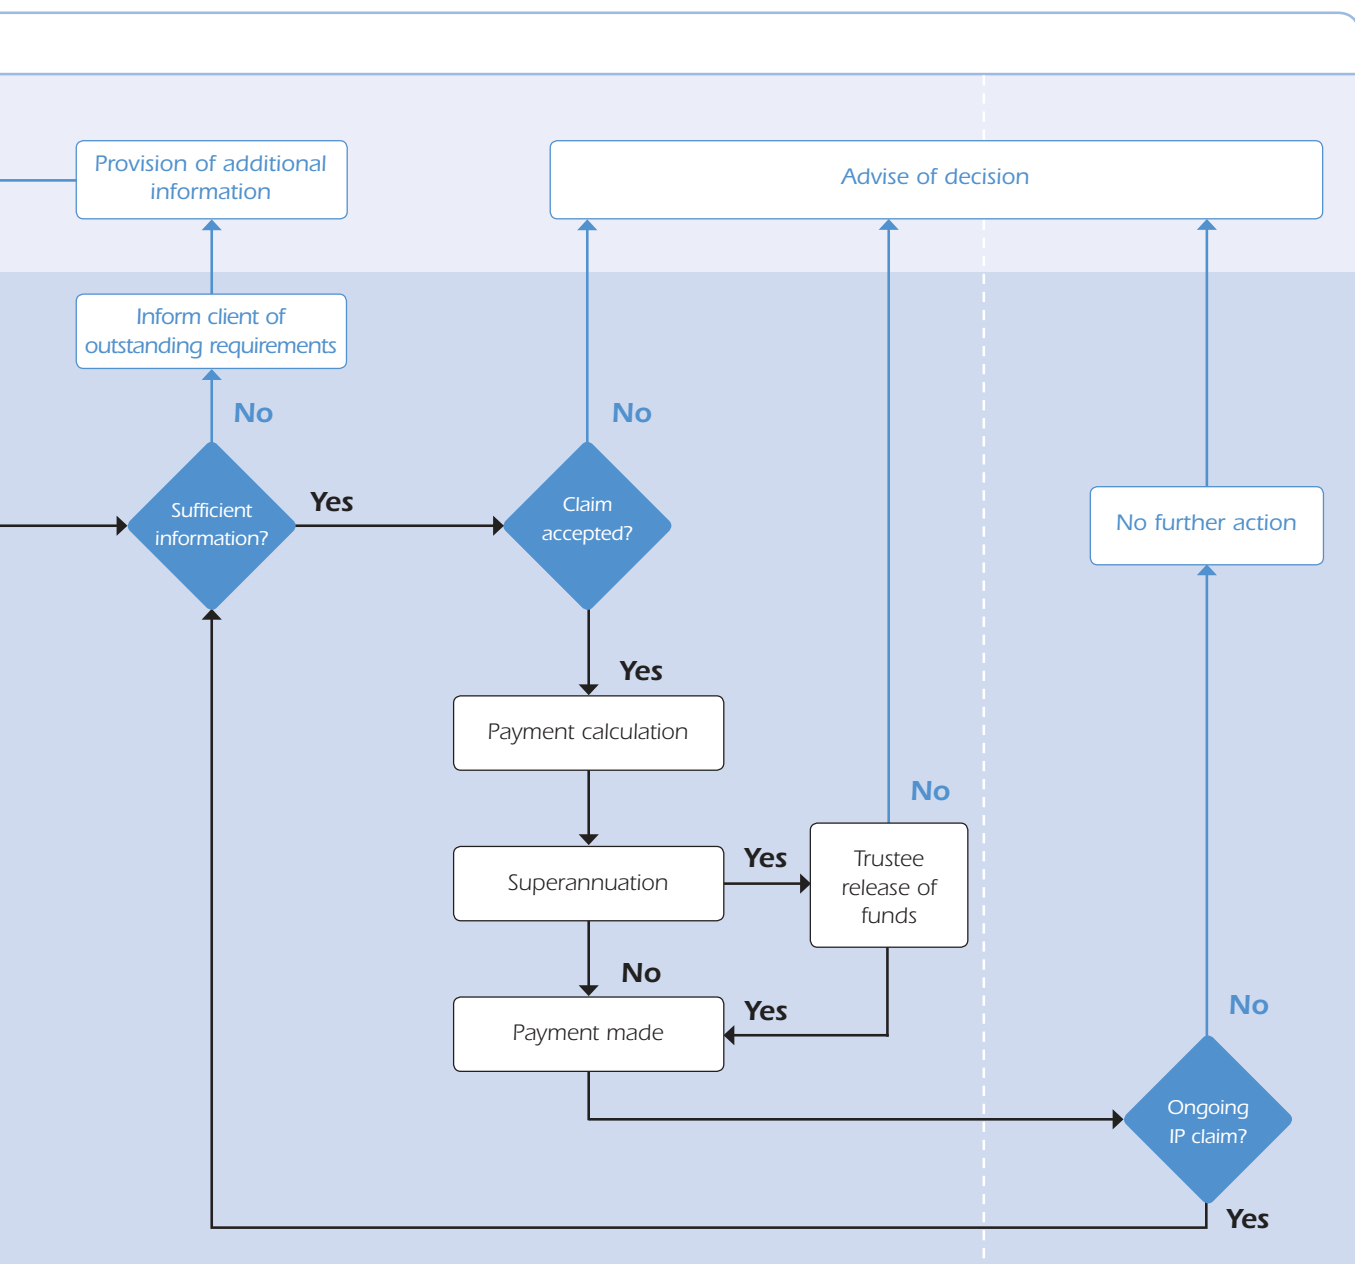 Provision of additional
information
Advise of decision
Inform client of
outstanding requirements
No
No
Sufficient
information?
Yes
Claim
accepted?
No further action
Yes
Payment calculation
No
Superannuation
Yes
Trustee
release of
funds
No
Payment made
Yes
No
Ongoing
IP claim?
Yes